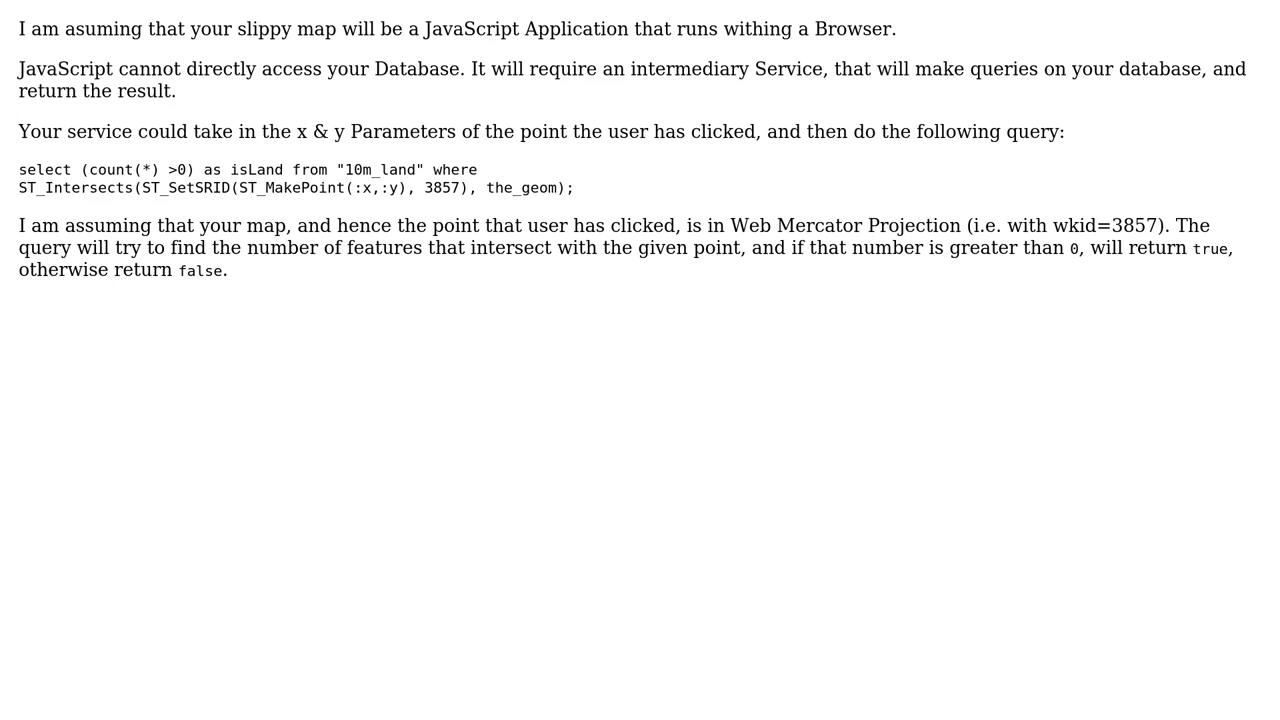 I am asuming that your slippy map will be a JavaScript Application that runs withing a Browser.
JavaScript cannot directly access your Database. It will require an intermediary Service, that will make queries on your database, and
return the result.
Your service could take in the x & y Parameters of the point the user has clicked, and then do the following query:
select (count(*) >0) as isLand from "10m_land" where
ST_Intersects(ST_SetSRID(ST_MakePoint(:x,:y), 3857), the_geom);
I am assuming that your map, and hence the point that user has clicked, is in Web Mercator Projection (i.e. with wkid=3857). The
query will try to find the number of features that intersect with the given point, and if that number is greater than 0, will return true,
otherwise return false.